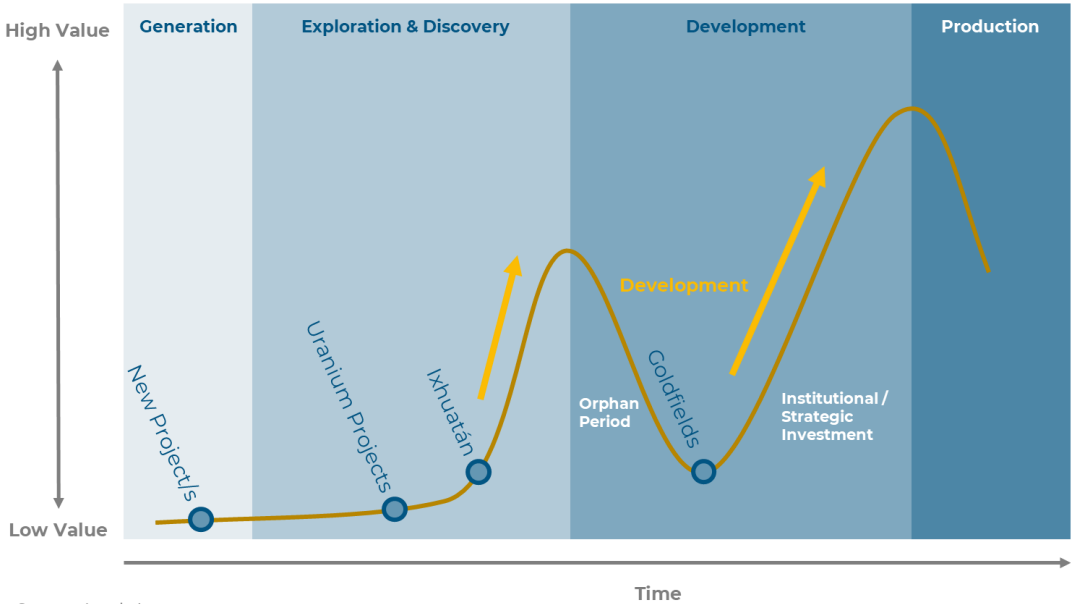 High Value
Generation
Exploration & Discovery
Development
Production
Development
New Project/s
Uranium Projects
Ixhuatán
Goldfields
Orphan
Period
Institutional /
Strategic
Investment
Low Value
Time